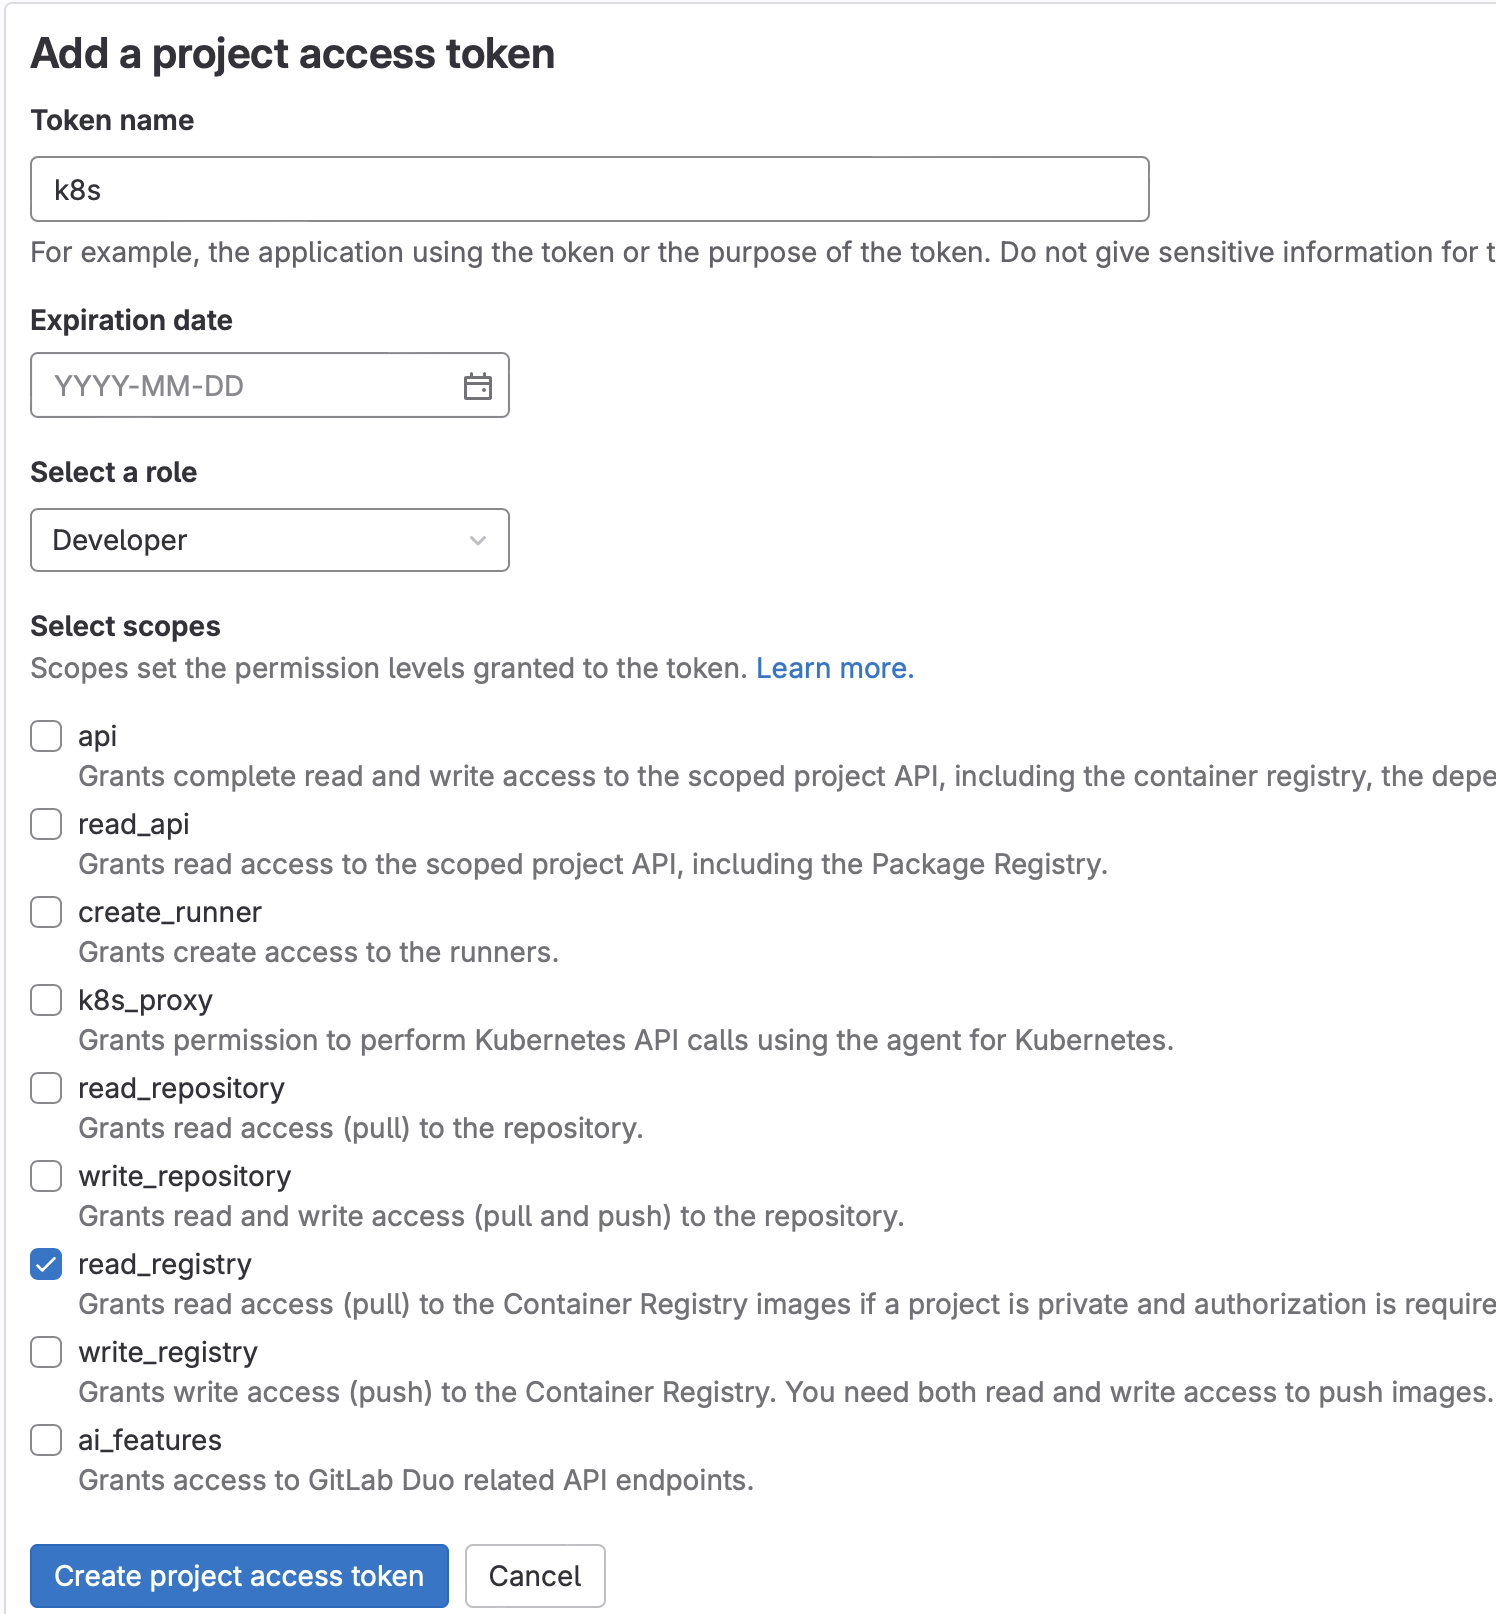 Add a project access token
Token name
k8s
For example, the application using the token or the purpose of the token. Do not give sensitive information for t
Expiration date
YYYY-MM-DD
Select a role
Developer
Select scopes
Scopes set the permission levels granted to the token. Learn more.
api
Grants complete read and write access to the scoped project API, including the container registry, the depe
read_api
Grants read access to the scoped project API, including the Package Registry.
create_runner
Grants create access to the runners.
k8s_proxy
Grants permission to perform Kubernetes API calls using the agent for Kubernetes.
read_repository
Grants read access (pull) to the repository.
write_repository
Grants read and write access (pull and push) to the repository.
read_registry
Grants read access (pull) to the Container Registry images if a project is private and authorization is require
write_registry
Grants write access (push) to the Container Registry. You need both read and write access to push images.
ai_features
Grants access to GitLab Duo related API endpoints.
Create project access token
Cancel